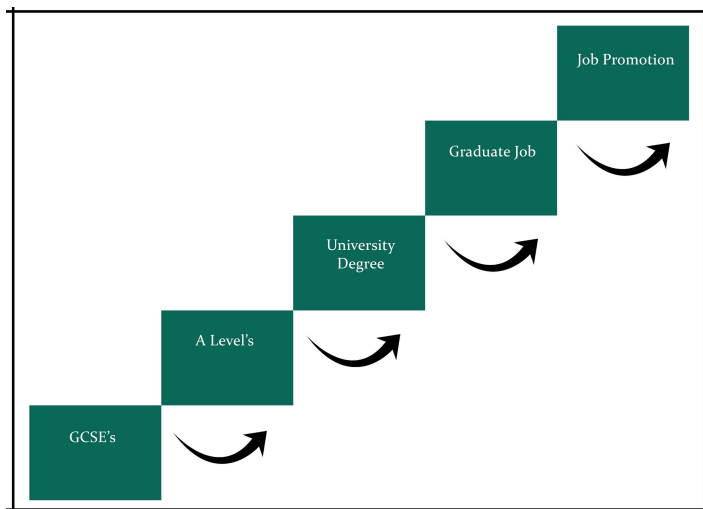 Job Promotion
Graduate Job
University
Degree
A Level's
GCSE's